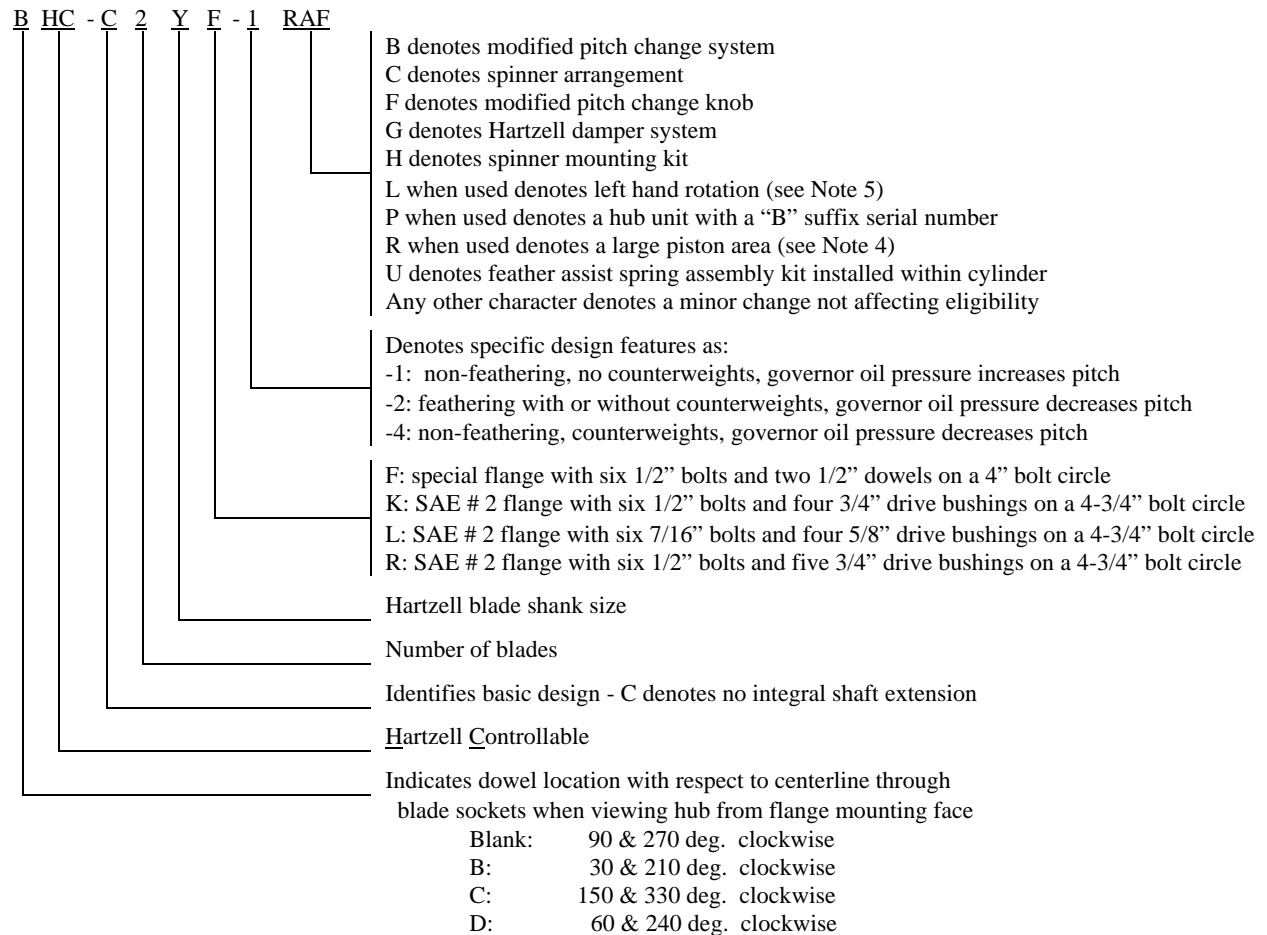 B HC - C 2 Y F - 1 RAF
B denotes modified pitch change system
C denotes spinner arrangement
F denotes modified pitch change knob
G denotes Hartzell damper system
H denotes spinner mounting kit
L when used denotes left hand rotation (see Note 5)
P when used denotes a hub unit with a “B” suffix serial number
R when used denotes a large piston area (see Note 4)
U denotes feather assist spring assembly kit installed within cylinder
Any other character denotes a minor change not affecting eligibility
Denotes specific design features as:
-1: non-feathering, no counterweights, governor oil pressure increases pitch
-2: feathering with or without counterweights, governor oil pressure decreases pitch
-4: non-feathering, counterweights, governor oil pressure decreases pitch
F: special flange with six 1/2” bolts and two 1/2” dowels on a 4” bolt circle
K: SAE # 2 flange with six 1/2” bolts and four 3/4” drive bushings on a 4-3/4” bolt circle
L: SAE # 2 flange with six 7/16” bolts and four 5/8” drive bushings on a 4-3/4” bolt circle
R: SAE # 2 flange with six 1/2” bolts and five 3/4” drive bushings on a 4-3/4” bolt circle
Hartzell blade shank size
Number of blades
Identifies basic design - C denotes no integral shaft extension
Hartzell Controllable
Indicates dowel location with respect to centerline through
blade sockets when viewing hub from flange mounting face
Blank: 90 & 270 deg. clockwise
B: 30 & 210 deg. clockwise
C: 150 & 330 deg. clockwise
D: 60 & 240 deg. clockwise